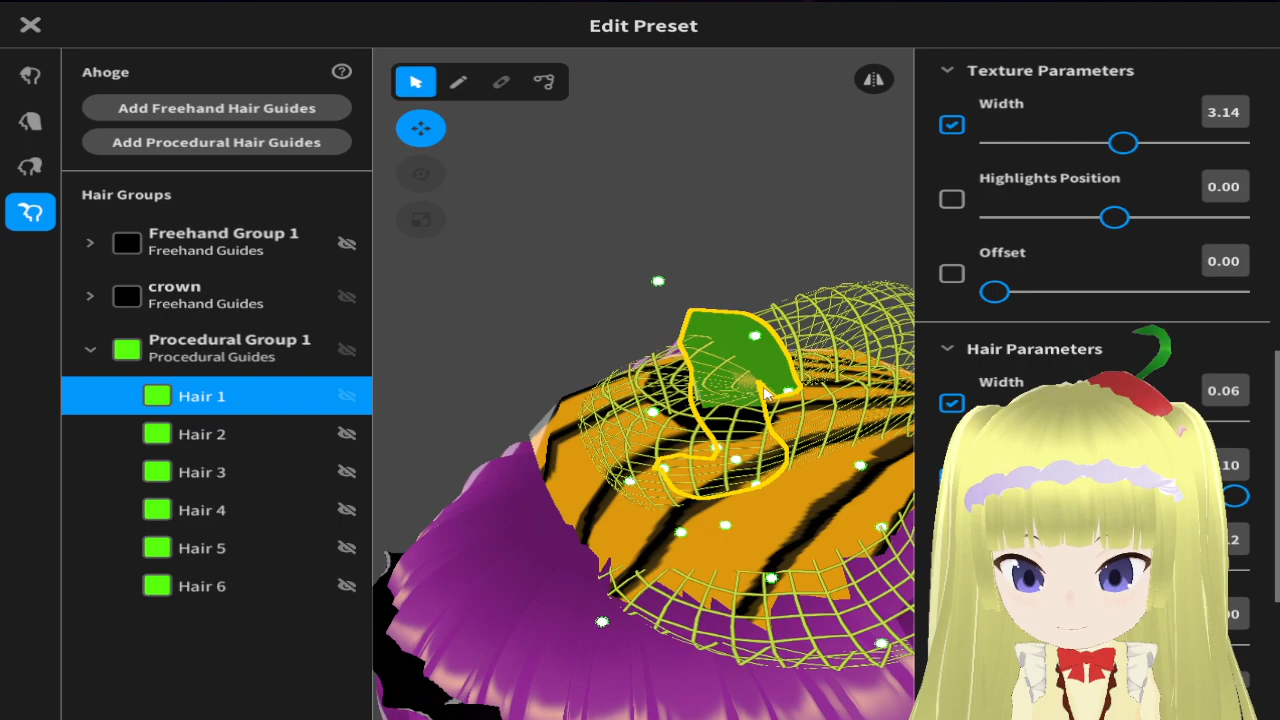 Edit Preset
Ahoge
Add Freehand Hair Guides
Add Procedural Hair Guides
Hair Groups
Freehand Group 1
Freehand Guides
crown
Freehand Guides
Procedural Group 1
Procedural Guides
Hair 1
Hair 2
Hair 3
Hair 4
Hair 5
Hair 6
Texture Parameters
Width
3.14
Highlights Position
0.00
Offset
0.00
Hair Parameters
Width
0.06